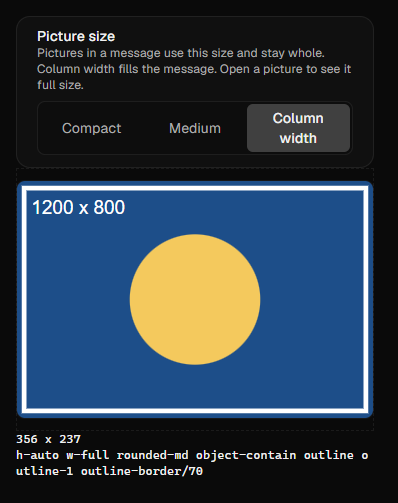 Picture size
Pictures in a message use this size and stay whole.
Column width fills the message. Open a picture to see it
full size.
Compact
Medium
Column
width
1200 x 800
356 x 237
h-auto w-full rounded-md object-contain outline o
utline-1 outline-border/70